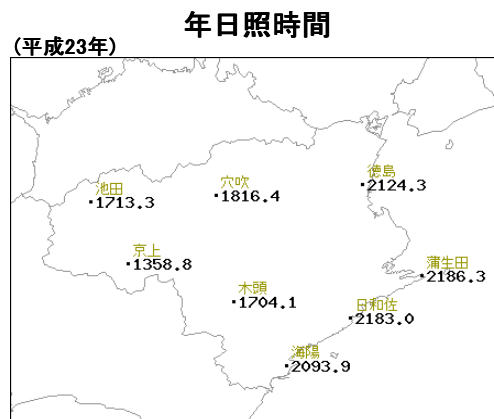 年日照時間
(平成23年)
徳島
2124.3
池田
1713.3
穴吹
1816.4
京上
1358.8
蒲生田
2186.3
木頭
1704.1
日和佐
2183.0
海陽
2093.9